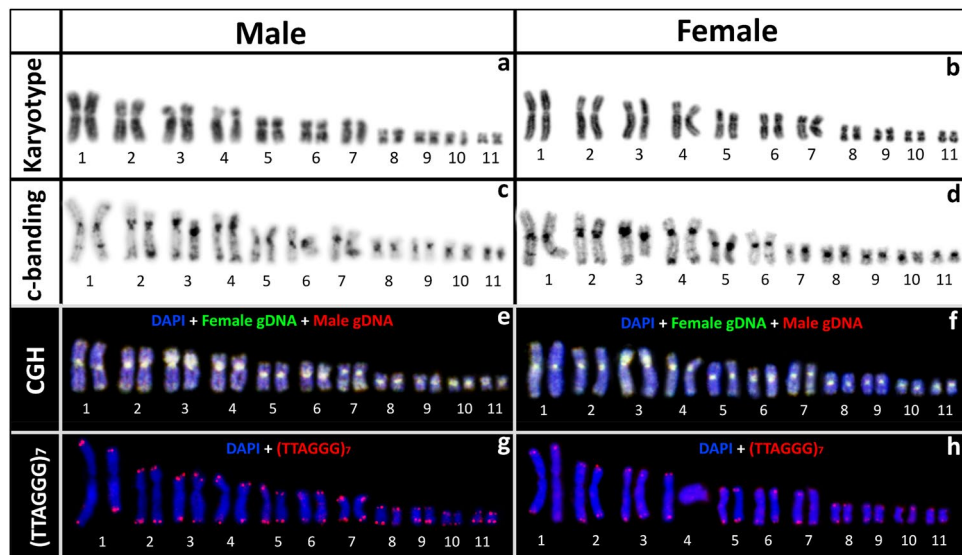 Male Female
Karyotype a b
1 2 3 4 5 6 7 8 9 10 11 1 2 3 4 5 6 7 8 9 10 11
c-banding c d
1 2 3 4 5 6 7 8 9 10 11 1 2 3 4 5 6 7 8 9 10 11
CGH DAPI + Female gDNA + Male gDNA e DAPI + Female gDNA + Male gDNA f
1 2 3 4 5 6 7 8 9 10 11 1 2 3 4 5 6 7 8 9 10 11
(TTAGGG)₇ DAPI + (TTAGGG)₇ g DAPI + (TTAGGG)₇ h
1 2 3 4 5 6 7 8 9 10 11 1 2 3 4 5 6 7 8 9 10 11